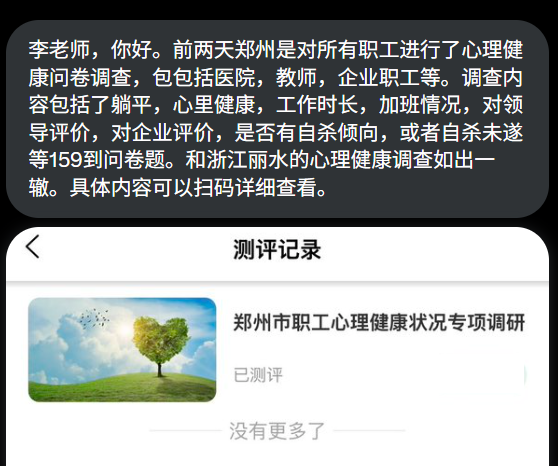 李老师，你好。前两天郑州是对所有职工进行了心理健
康问卷调查，包包括医院，教师，企业职工等。调查内
容包括了躺平，心里健康，工作时长，加班情况，对领
导评价，对企业评价，是否有自杀倾向，或者自杀未遂
等159到问卷题。和浙江丽水的心理健康调查如出一
辙。具体内容可以扫码详细查看。
测评记录
郑州市职工心理健康状况专项调研
已测评
没有更多了